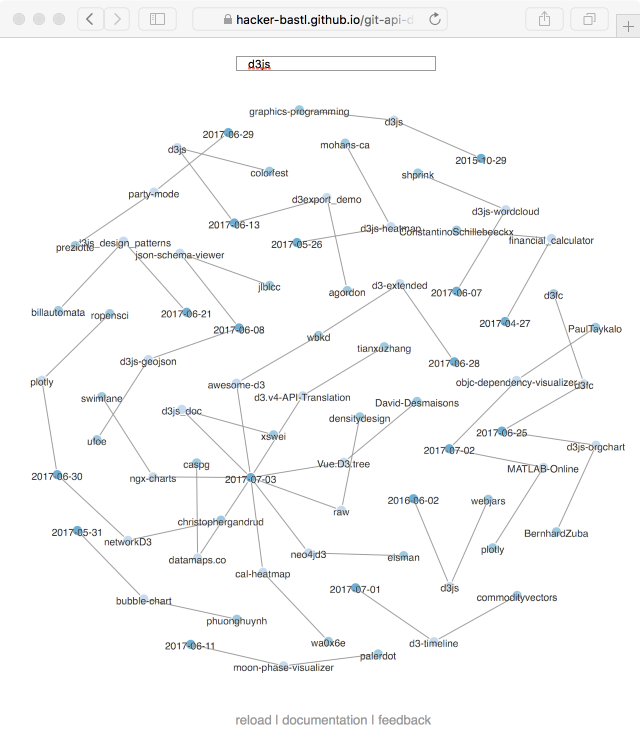 hacker-bastl.github.io/git-api-d
d3js
graphics-programming
d3js
2017-06-29
mohans-ca
d3js
2015-10-29
colorfest
shprink
party-mode
d3export_demo
d3js-wordcloud
2017-06-13
d3js-heatmap
ConstantinoSchillebeeckx
financial_calculator
2017-05-26
preziotte
d3js_design_patterns
json-schema-viewer
jlblcc
agordon
d3-extended
2017-06-07
d3fc
billautomata
ropensci
2017-06-21
2017-06-08
2017-04-27
PaulTaykalo
wbkd
tianxuzhang
d3js-geojson
2017-06-28
plotly
awesome-d3
objc-dependency-visualizer
d3fc
swimlane
d3.v4-API-Translation
David-Desmaisons
d3js_doc
densitydesign
ufoe
xswei
2017-06-25
2017-07-02
d3js-orgchart
caspg
Vue.D3.tree
MATLAB-Online
2017-06-30
ngx-charts
2017-07-03
2016-06-02
webjars
raw
christophergandrud
2017-05-31
networkD3
BernhardZuba
plotly
datamaps.co
neo4jd3
eisman
cal-heatmap
2017-07-01
d3js
commodityvectors
bubble-chart
phuonghuynh
2017-06-11
wa0x6e
d3-timeline
moon-phase-visualizer
palerdot
reload | documentation | feedback